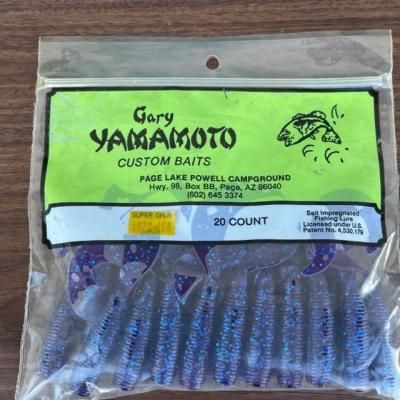 Gary
YAMAMOTO
CUSTOM BAITS
PAGE LAKE POWELL CAMPGROUND
Hwy. 98, Box BB, Page, AZ 86040
(602) 645 3374
SUPER GRUB
20 COUNT
Salt Impregnated
Fishing Lure
Licensed under U.S.
Patent No. 4,530,179